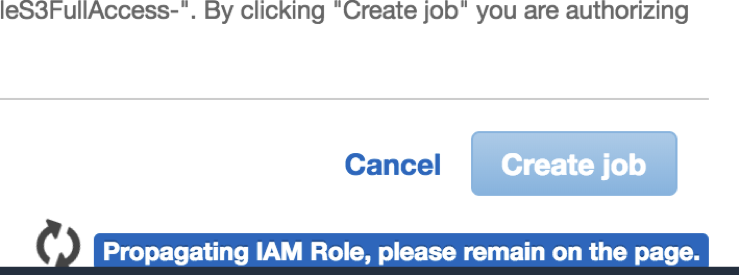 leS3FullAccess-". By clicking "Create job" you are authorizing
Cancel
Create job
Propagating IAM Role, please remain on the page.